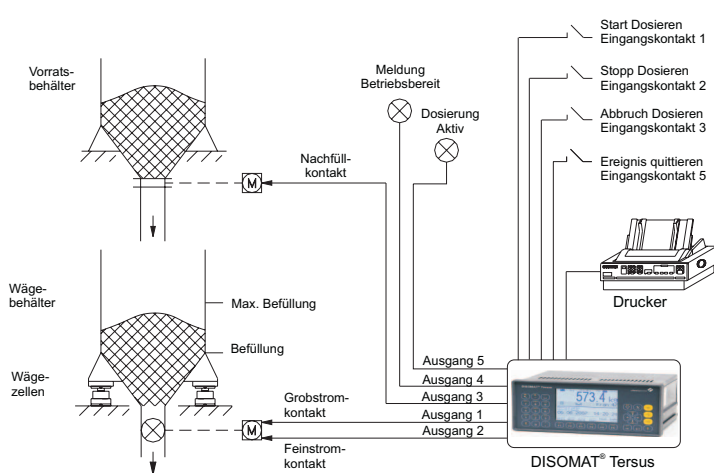 Start Dosieren
Eingangskontakt 1
Vorrats-
behälter
Meldung
Betriebsbereit
Stopp Dosieren
Eingangskontakt 2
Dosierung
Aktiv
Abbruch Dosieren
Eingangskontakt 3
Nachfüll-
kontakt
Ereignis quittieren
Eingangskontakt 5
M
Drucker
Wäge-
behälter
Max. Befüllung
Befüllung
Wäge-
zellen
Ausgang 5
Ausgang 4
Ausgang 3
Ausgang 1
Ausgang 2
Grobstrom-
kontakt
M
Feinstrom-
kontakt
573.4
DISOMAT® Tersus